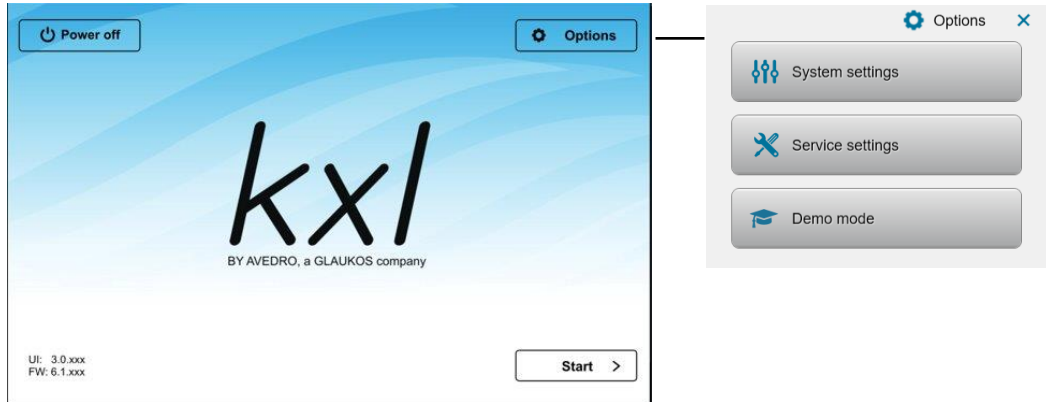 Power off
Options
kxl
BY AVEDRO, a GLAUKOS company
UI: 3.0.xxx
FW: 6.1.xxx
Start >
Options ×
System settings
Service settings
Demo mode